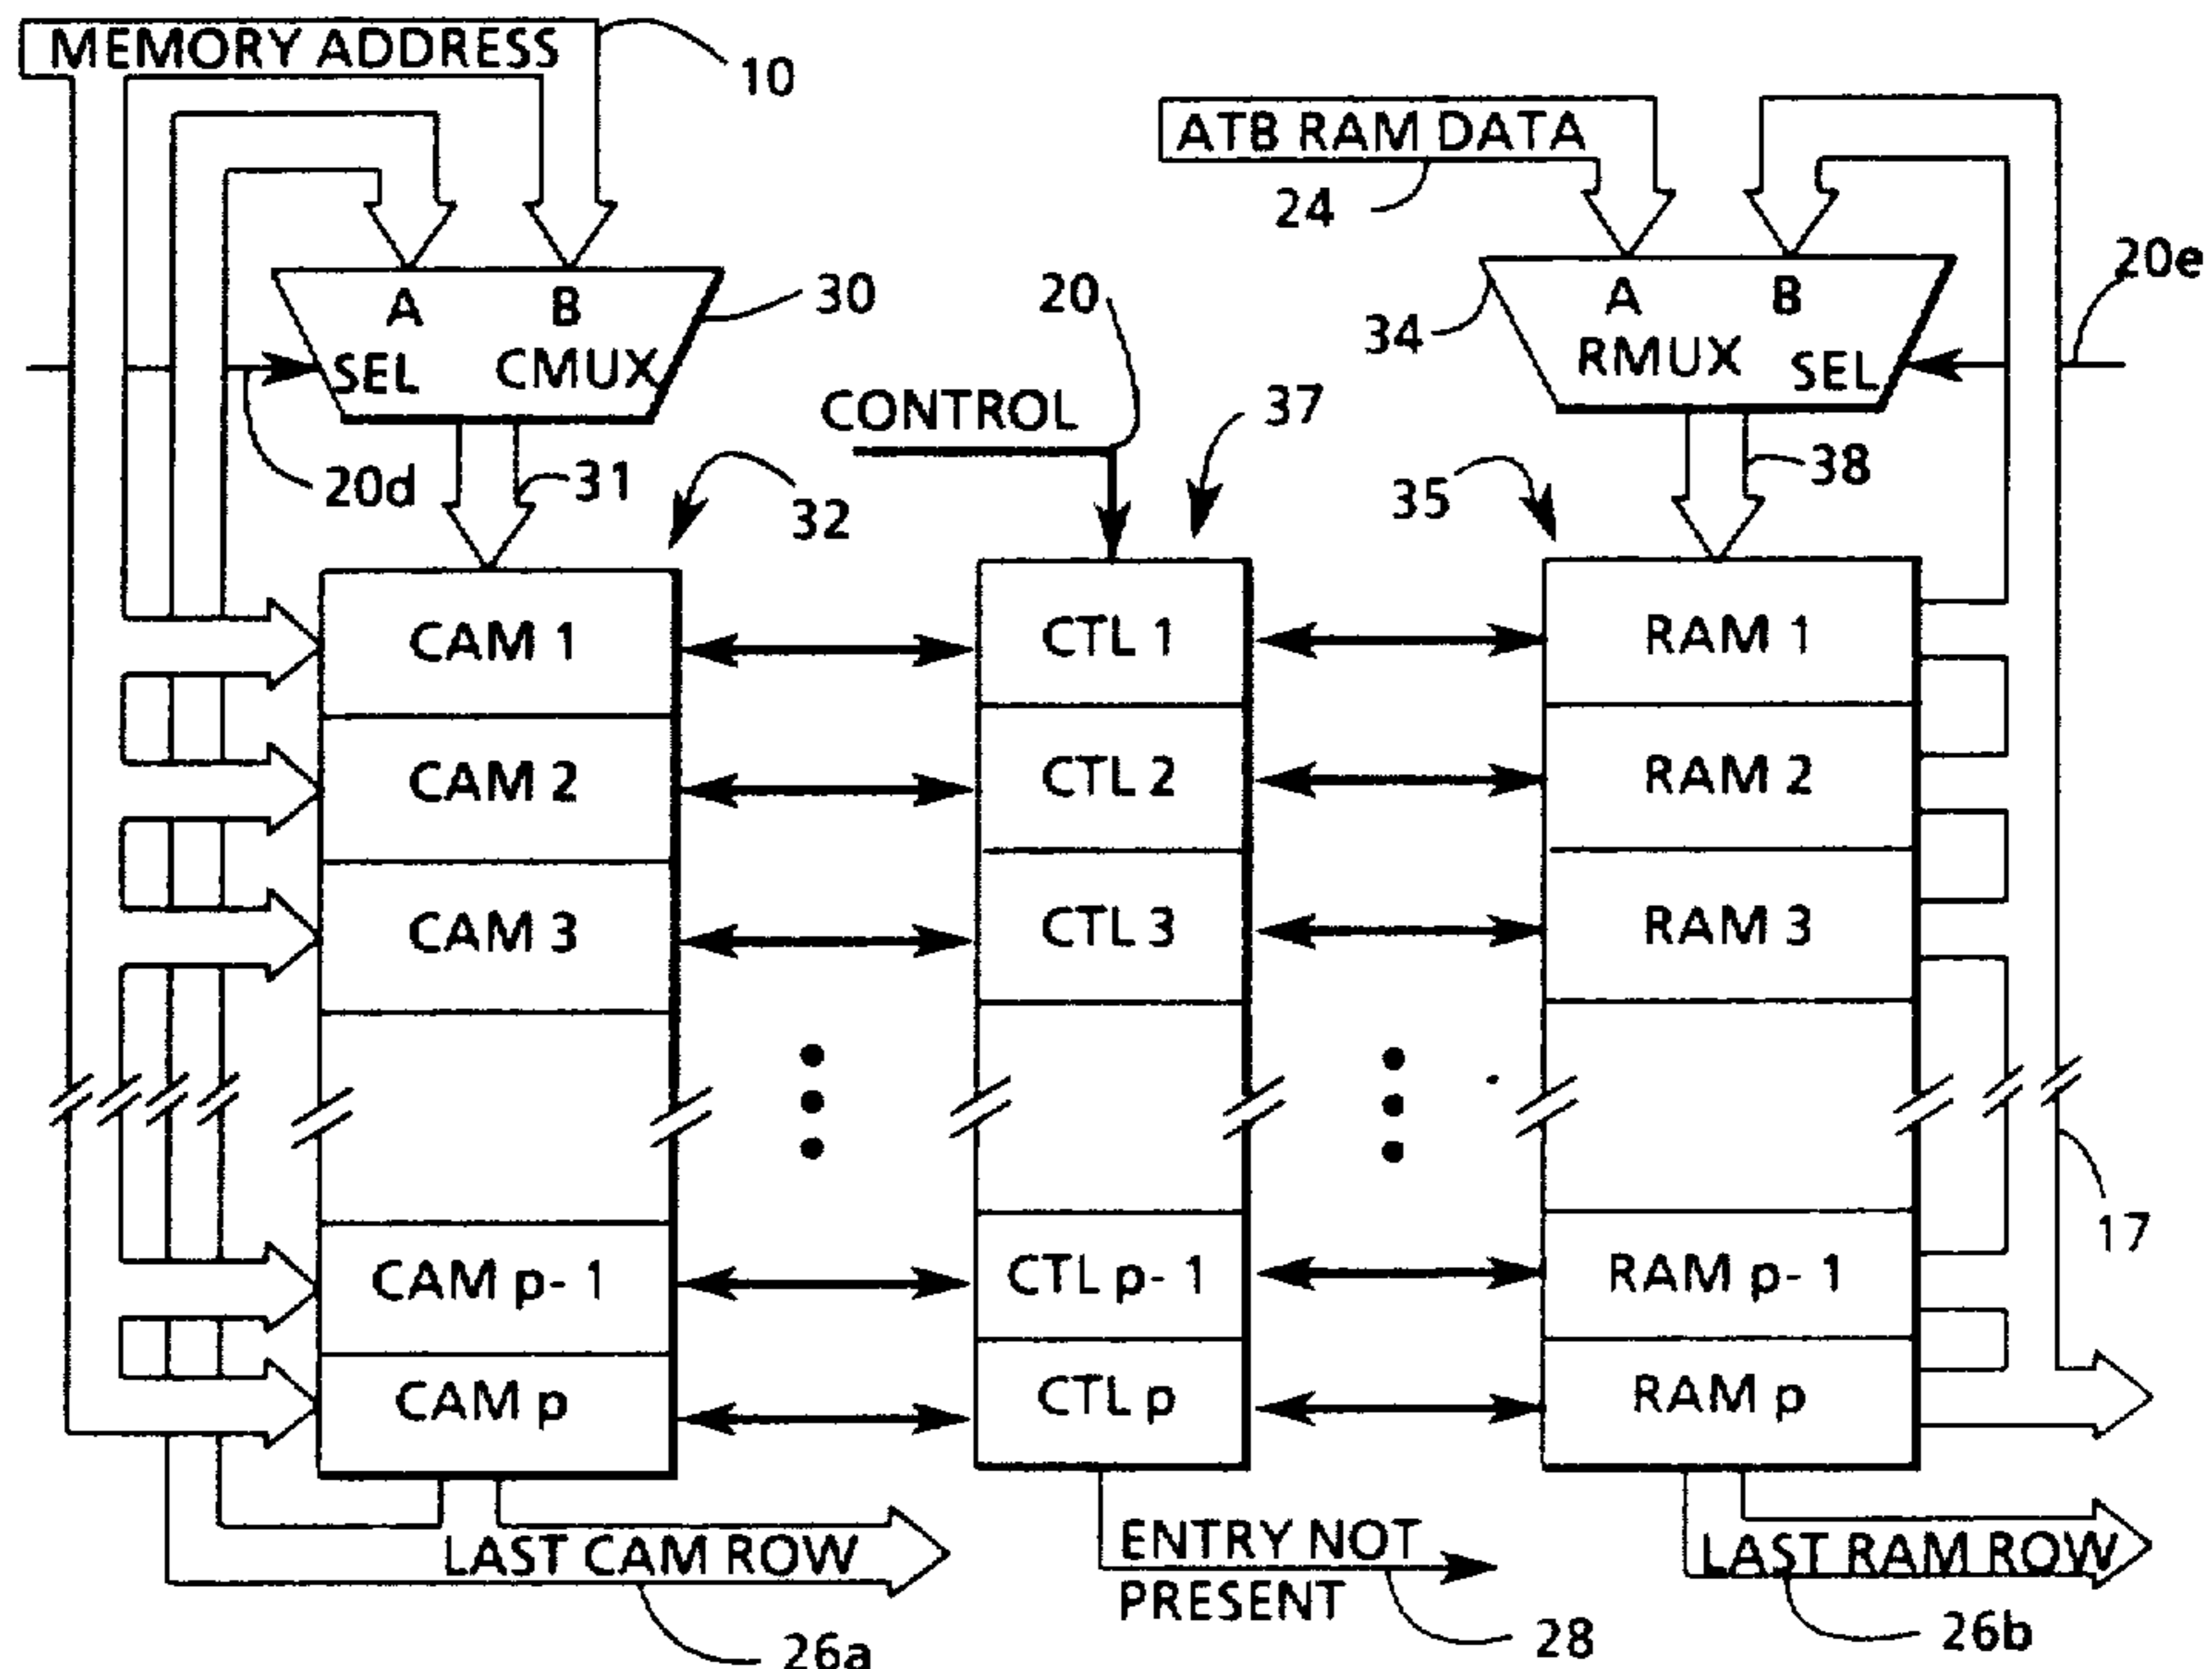 MEMORY ADDRESS
10
ATB RAM DATA
24
A B
SEL CMUX
30
20d
31
32
CONTROL
20
37
A B
RMUX SEL
34
20e
35
38
CAM 1
CTL 1
RAM 1
CAM 2
CTL 2
RAM 2
CAM 3
CTL 3
RAM 3
CAM p-1
CTL p-1
RAM p-1
17
CAM p
CTL p
RAM p
LAST CAM ROW
26a
ENTRY NOT
PRESENT
28
LAST RAM ROW
26b